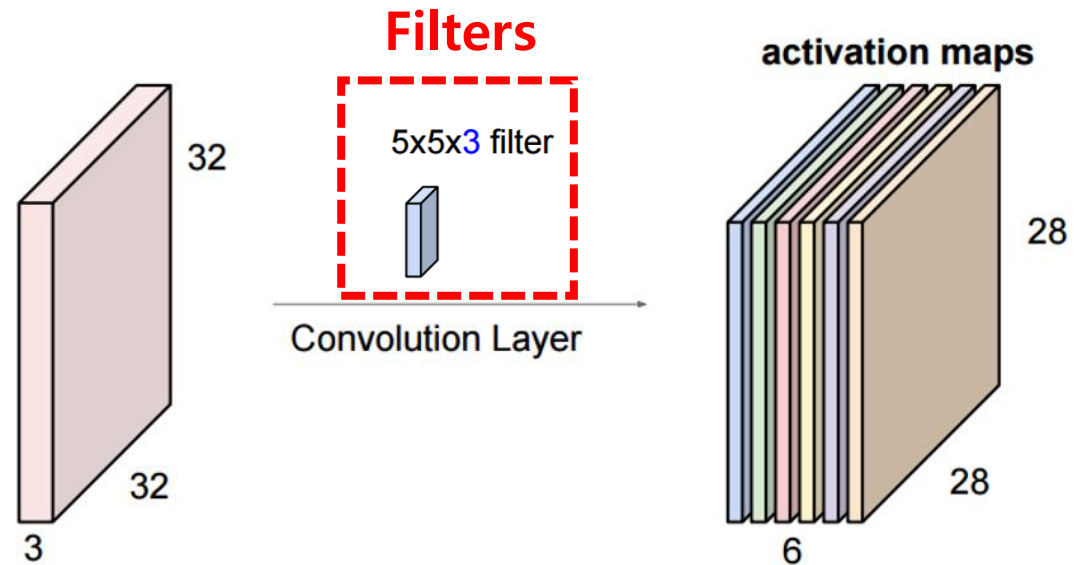 Filters
activation maps
5x5x3 filter
32
28
Convolution Layer
32
28
3
6